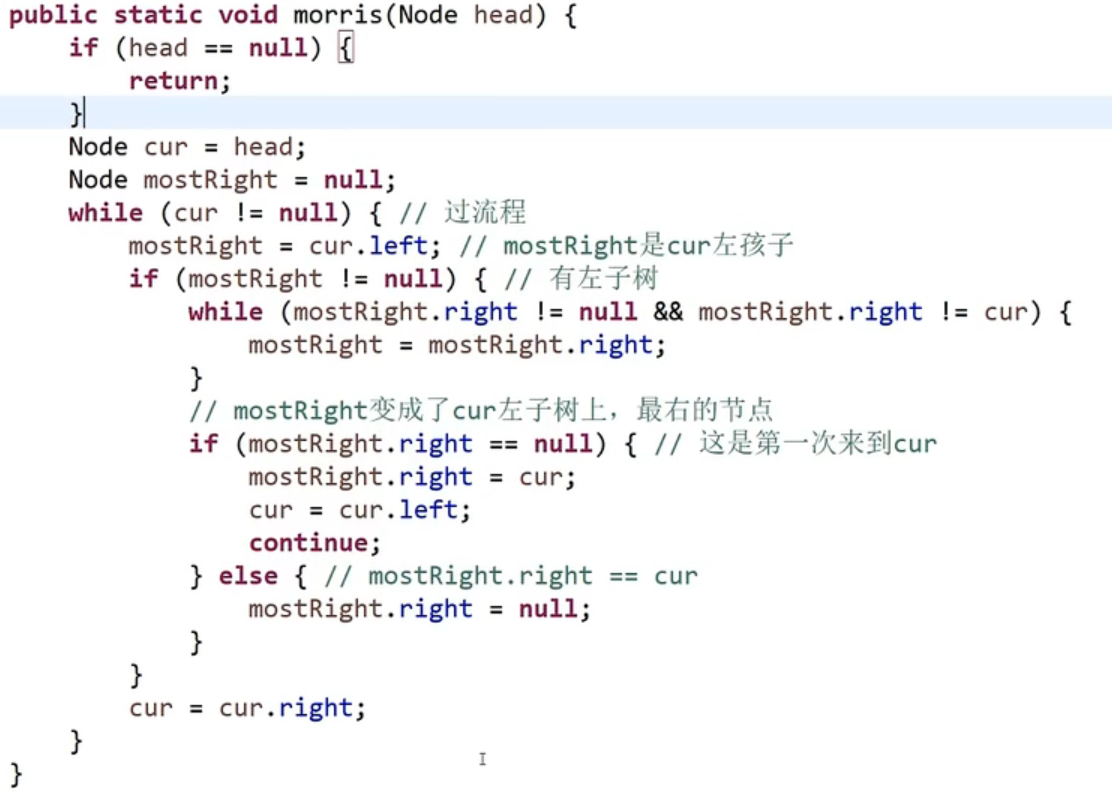 public static void morris(Node head) {
    if (head == null) {
        return;
    }
    Node cur = head;
    Node mostRight = null;
    while (cur != null) { // 过流程
        mostRight = cur.left; // mostRight是cur左孩子
        if (mostRight != null) { // 有左子树
            while (mostRight.right != null && mostRight.right != cur) {
                mostRight = mostRight.right;
            }
            // mostRight变成了cur左子树上，最右的节点
            if (mostRight.right == null) { // 这是第一次来到cur
                mostRight.right = cur;
                cur = cur.left;
                continue;
            } else { // mostRight.right == cur
                mostRight.right = null;
            }
        }
        cur = cur.right;
    }
}